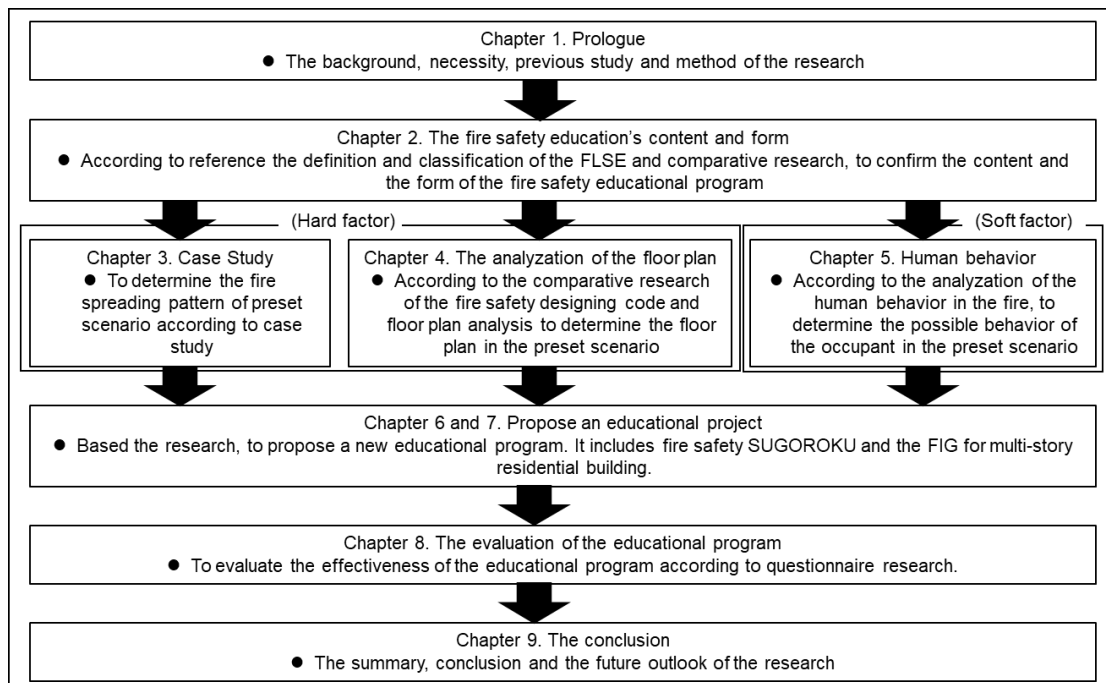 Chapter 1. Prologue
● The background, necessity, previous study and method of the research
Chapter 2. The fire safety education's content and form
● According to reference the definition and classification of the FLSE and comparative research, to confirm the content and
the form of the fire safety educational program
(Hard factor)
(Soft factor)
Chapter 3. Case Study
● To determine the fire
spreading pattern of preset
scenario according to case
study
Chapter 4. The analyzation of the floor plan
● According to the comparative research
of the fire safety designing code and
floor plan analysis to determine the floor
plan in the preset scenario
Chapter 5. Human behavior
● According to the analyzation of the
human behavior in the fire, to
determine the possible behavior of
the occupant in the preset scenario
Chapter 6 and 7. Propose an educational project
● Based the research, to propose a new educational program. It includes fire safety SUGOROKU and the FIG for multi-story
residential building.
Chapter 8. The evaluation of the educational program
● To evaluate the effectiveness of the educational program according to questionnaire research.
Chapter 9. The conclusion
● The summary, conclusion and the future outlook of the research